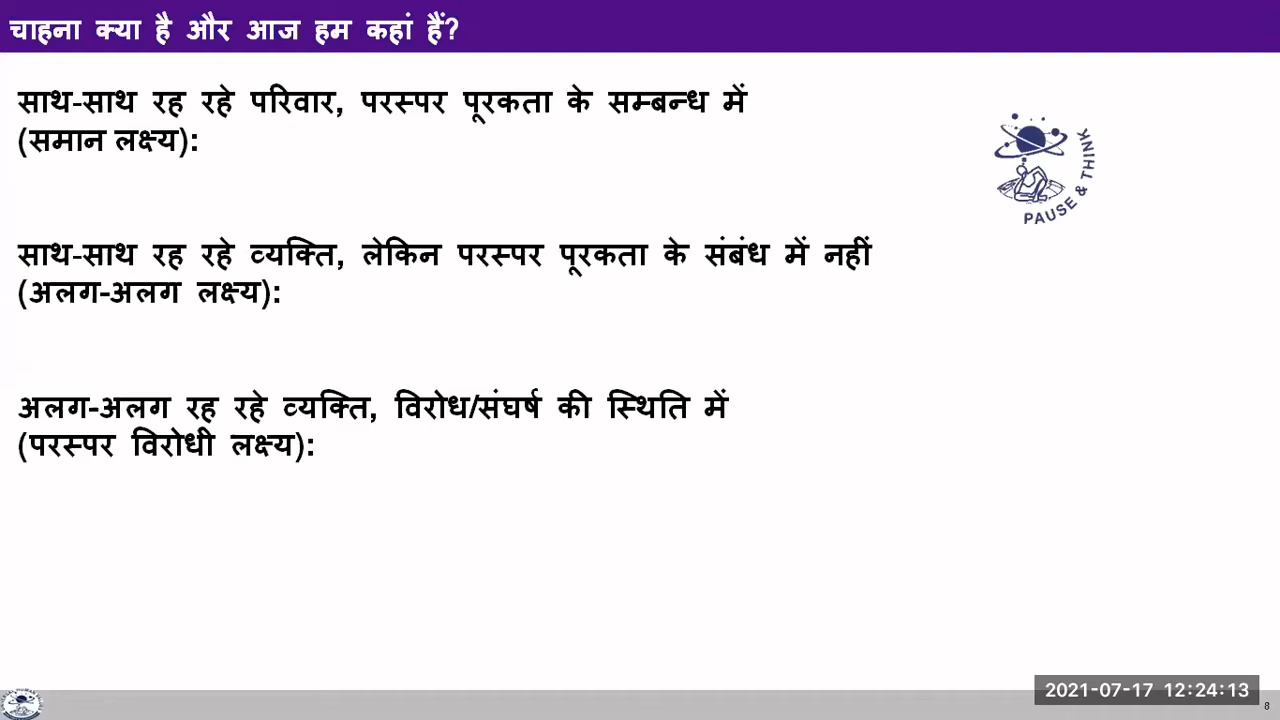 चाहना क्या है और आज हम कहां हैं?
साथ-साथ रह रहे परिवार, परस्पर पूरकता के सम्बन्ध में
(समान लक्ष्य):
PAUSE & THINK
साथ-साथ रह रहे व्यक्ति, लेकिन परस्पर पूरकता के संबंध में नहीं
(अलग-अलग लक्ष्य):
अलग-अलग रह रहे व्यक्ति, विरोध/संघर्ष की स्थिति में
(परस्पर विरोधी लक्ष्य):
2021-07-17 12:24:13
8